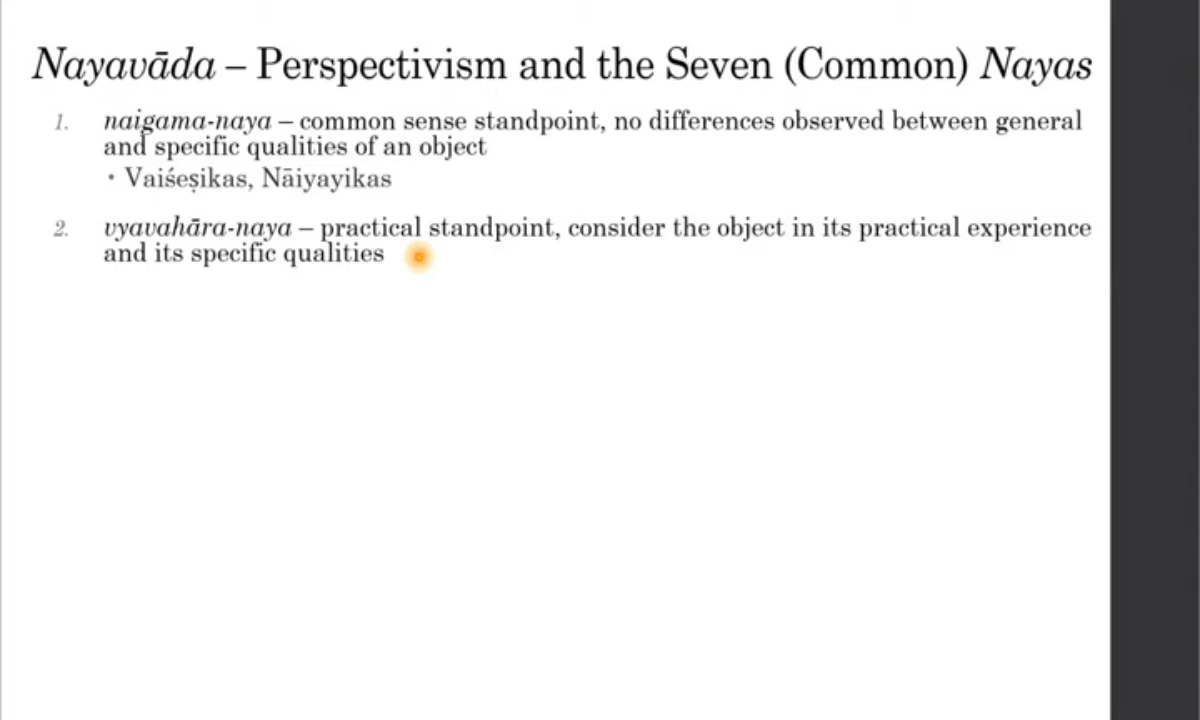 Nayavāda – Perspectivism and the Seven (Common) Nayas
1. naigama-naya – common sense standpoint, no differences observed between general
and specific qualities of an object
• Vaiśeṣikas, Nāiyayikas
2. vyavahāra-naya – practical standpoint, consider the object in its practical experience
and its specific qualities